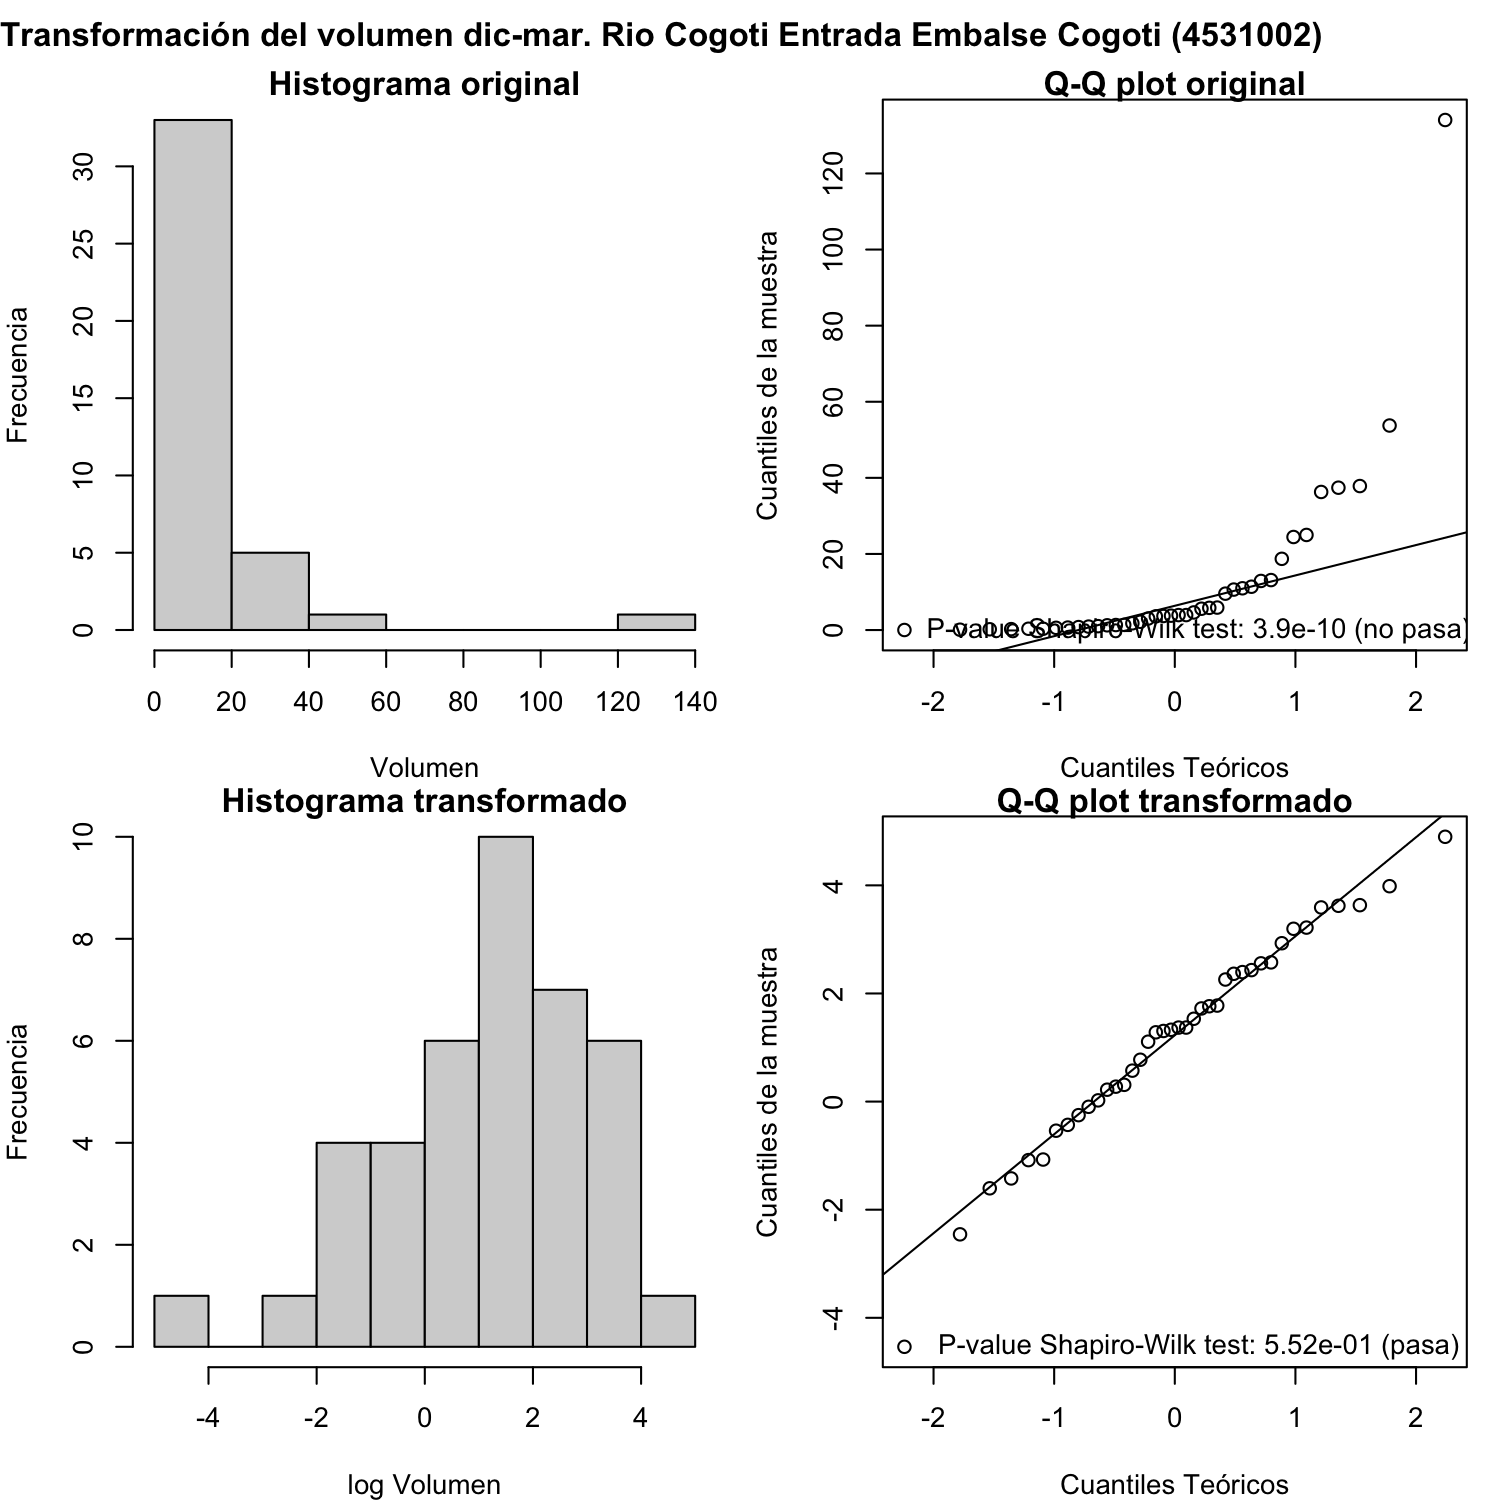 Transformación del volumen dic-mar. Rio Cogoti Entrada Embalse Cogoti (4531002)
Histograma original
Frecuencia
30
25
20
15
10
5
0
0 20 40 60 80 100 120 140
Volumen
Q-Q plot original
Cuantiles de la muestra
120
100
80
60
40
20
0
P-value Shapiro-Wilk test: 3.9e-10 (no pasa)
-2 -1 0 1 2
Cuantiles Teóricos
Histograma transformado
Frecuencia
10
8
6
4
2
0
-4 -2 0 2 4
log Volumen
Q-Q plot transformado
Cuantiles de la muestra
4
2
0
-2
-4
P-value Shapiro-Wilk test: 5.52e-01 (pasa)
-2 -1 0 1 2
Cuantiles Teóricos